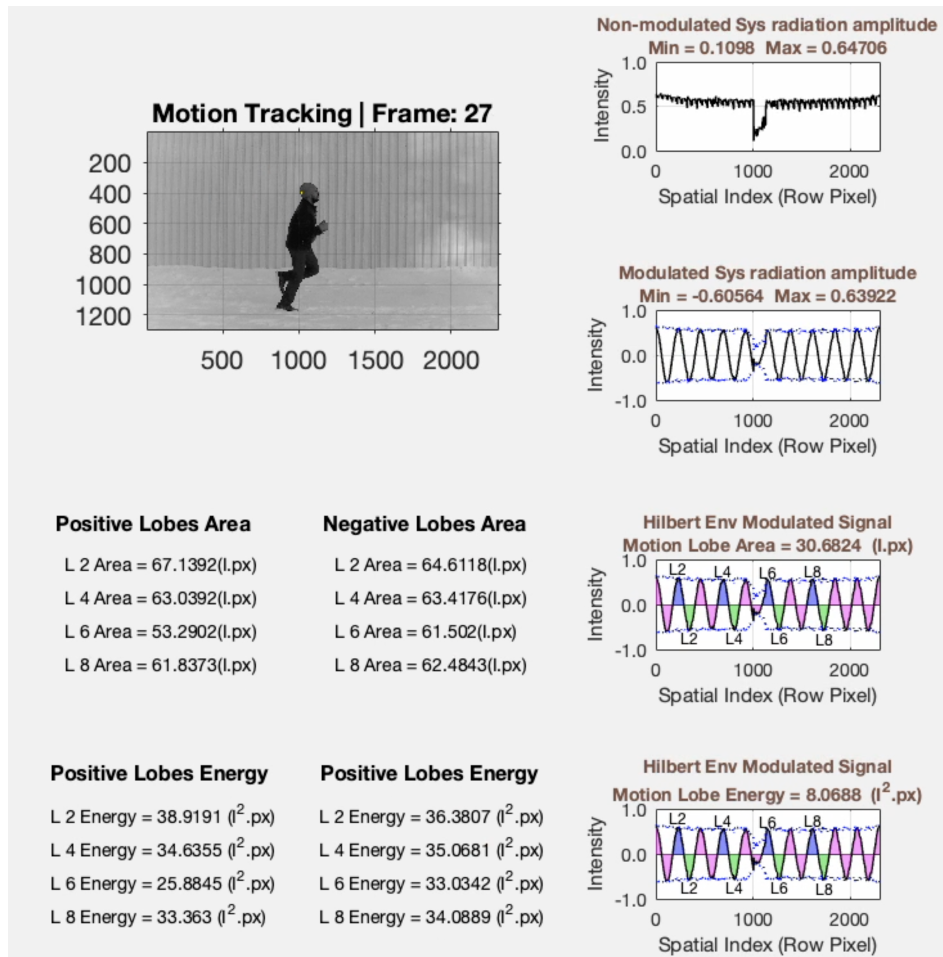 Non-modulated Sys radiation amplitude
Min = 0.1098  Max = 0.64706
1.0
0.5
0.0
Intensity
0
1000
2000
Spatial Index (Row Pixel)
Motion Tracking | Frame: 27
200
400
600
800
1000
1200
500
1000
1500
2000
Modulated Sys radiation amplitude
Min = -0.60564  Max = 0.63922
1.0
0.0
-1.0
Intensity
0
1000
2000
Spatial Index (Row Pixel)
Positive Lobes Area
L 2 Area = 67.1392(I.px)
L 4 Area = 63.0392(I.px)
L 6 Area = 53.2902(I.px)
L 8 Area = 61.8373(I.px)
Negative Lobes Area
L 2 Area = 64.6118(I.px)
L 4 Area = 63.4176(I.px)
L 6 Area = 61.502(I.px)
L 8 Area = 62.4843(I.px)
Hilbert Env Modulated Signal
Motion Lobe Area = 30.6824  (I.px)
1.0
0.0
-1.0
Intensity
L2 L4 L6 L8
L2 L4 L6 L8
0
1000
2000
Spatial Index (Row Pixel)
Positive Lobes Energy
L 2 Energy = 38.9191 (I².px)
L 4 Energy = 34.6355 (I².px)
L 6 Energy = 25.8845 (I².px)
L 8 Energy = 33.363 (I².px)
Positive Lobes Energy
L 2 Energy = 36.3807 (I².px)
L 4 Energy = 35.0681 (I².px)
L 6 Energy = 33.0342 (I².px)
L 8 Energy = 34.0889 (I².px)
Hilbert Env Modulated Signal
Motion Lobe Energy = 8.0688  (I².px)
1.0
0.0
-1.0
Intensity
L2 L4 L6 L8
L2 L4 L6 L8
0
1000
2000
Spatial Index (Row Pixel)